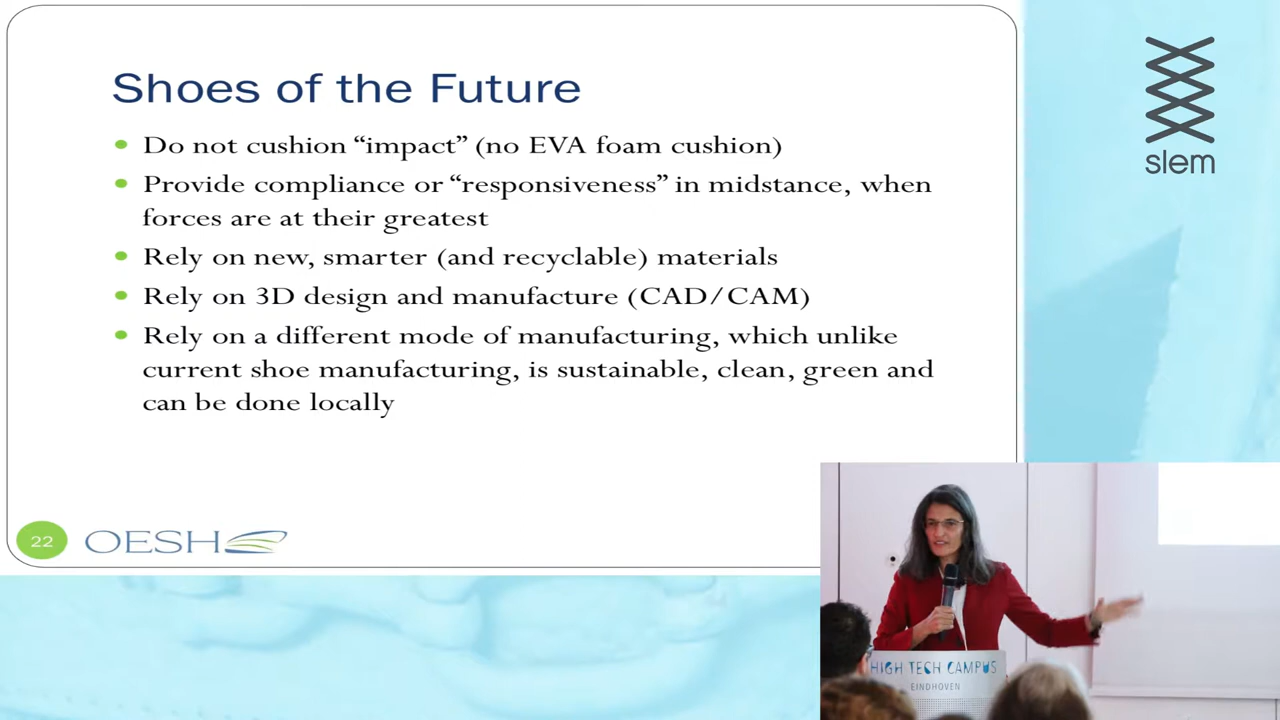 Shoes of the Future
Do not cushion “impact” (no EVA foam cushion)
Provide compliance or “responsiveness” in midstance, when
forces are at their greatest
Rely on new, smarter (and recyclable) materials
Rely on 3D design and manufacture (CAD/CAM)
Rely on a different mode of manufacturing, which unlike
current shoe manufacturing, is sustainable, clean, green and
can be done locally
22
OESH
slem
HIGH TECH CAMPUS
EINDHOVEN